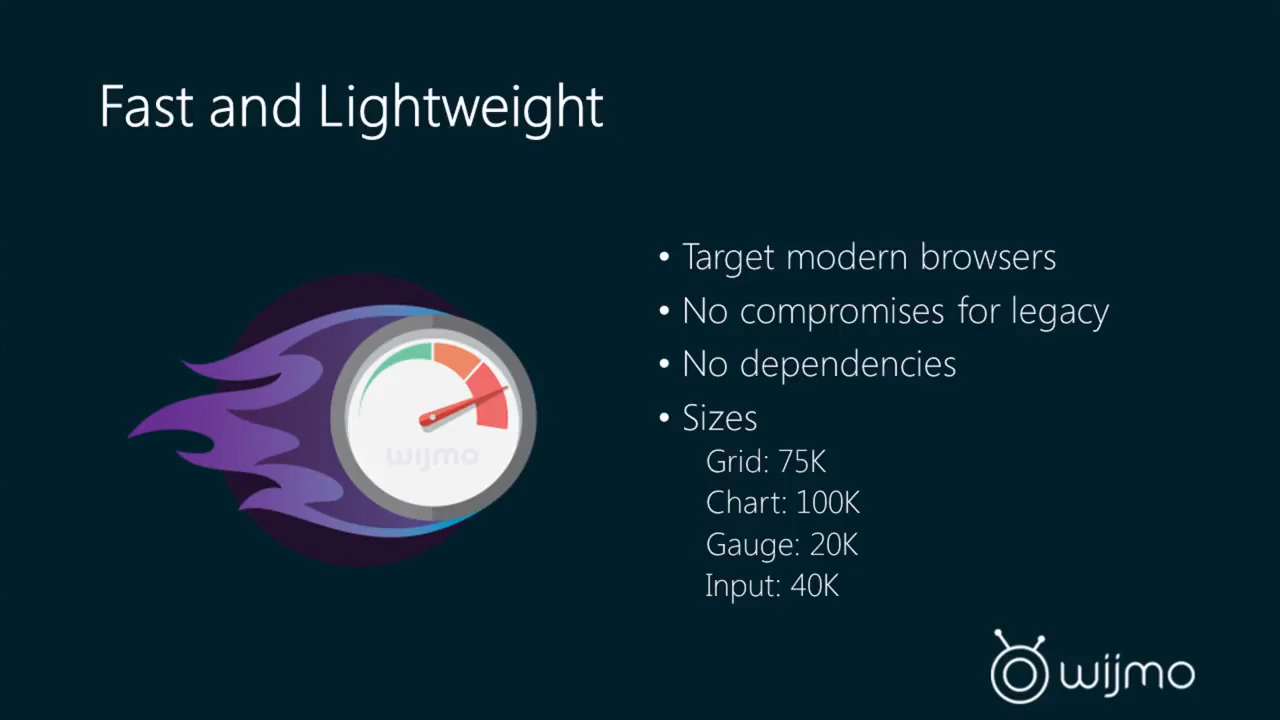 Fast and Lightweight
• Target modern browsers
• No compromises for legacy
• No dependencies
• Sizes
Grid: 75K
Chart: 100K
Gauge: 20K
Input: 40K
wijmo
wijmo